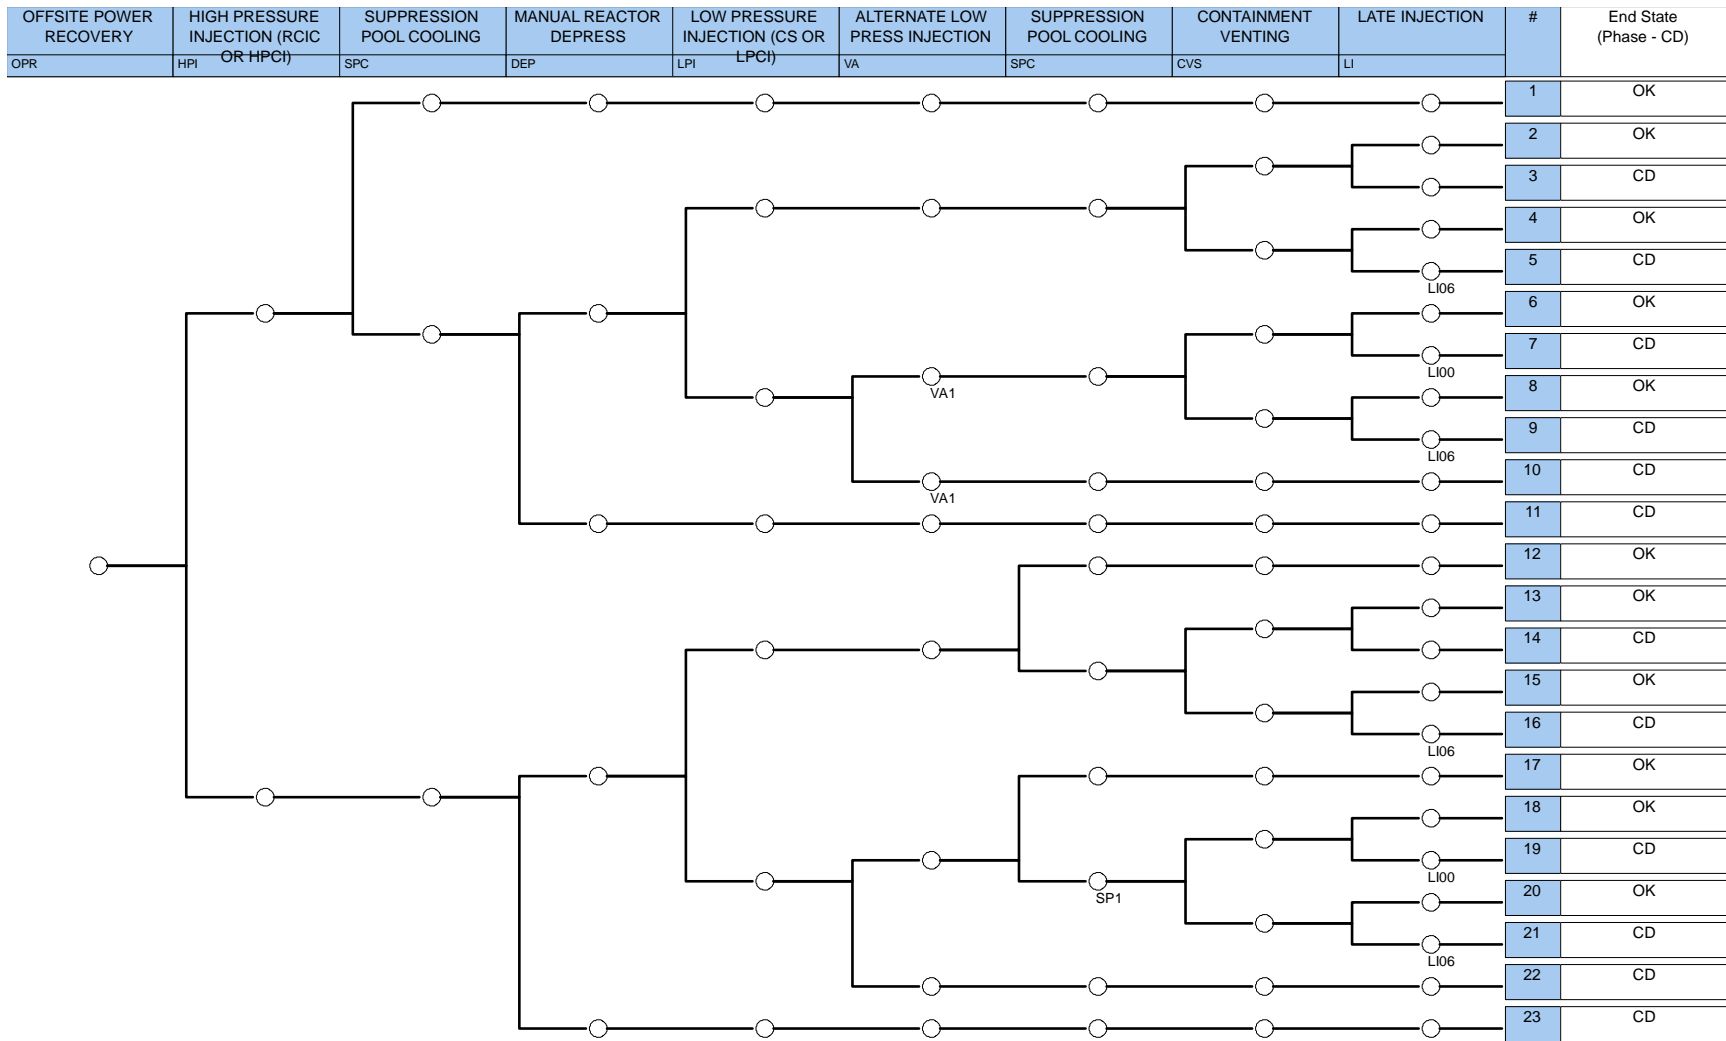 OFFSITE POWER
RECOVERY
OPR
HIGH PRESSURE
INJECTION (RCIC
OR HPCI)
HPI
SUPPRESSION
POOL COOLING
SPC
MANUAL REACTOR
DEPRESS
DEP
LOW PRESSURE
INJECTION (CS OR
LPCI)
LPI
ALTERNATE LOW
PRESS INJECTION
VA
SUPPRESSION
POOL COOLING
SPC
CONTAINMENT
VENTING
CVS
LATE INJECTION
LI
#
End State
(Phase - CD)
1 OK
2 OK
3 CD
4 OK
5 CD
LI06
6 OK
7 CD
LI00
VA1
8 OK
9 CD
LI06
10 CD
VA1
11 CD
12 OK
13 OK
14 CD
15 OK
16 CD
LI06
17 OK
18 OK
19 CD
LI00
SP1
20 OK
21 CD
LI06
22 CD
23 CD